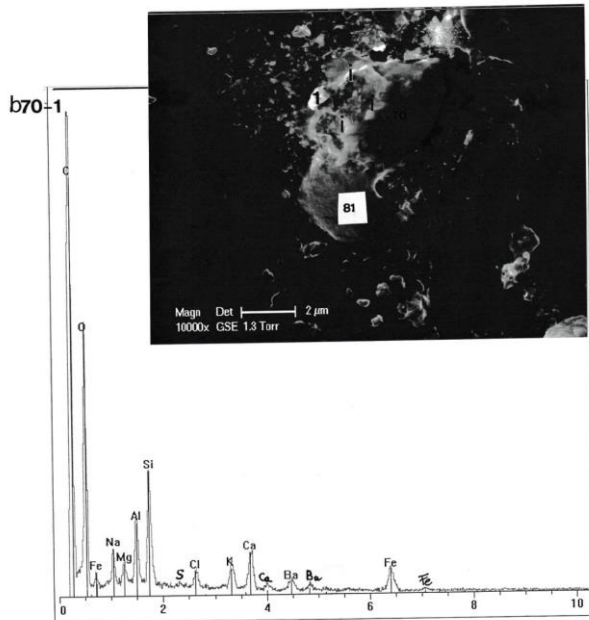 b70-1
1
i
i
i
i
70
81
Magn Det 2 µm
10000x GSE 1.3 Torr
C
O
Fe
Na
Mg
Al
Si
S
Cl
K
Ca
Ca
Ba
Ba
Fe
Fe
0 2 4 6 8 10